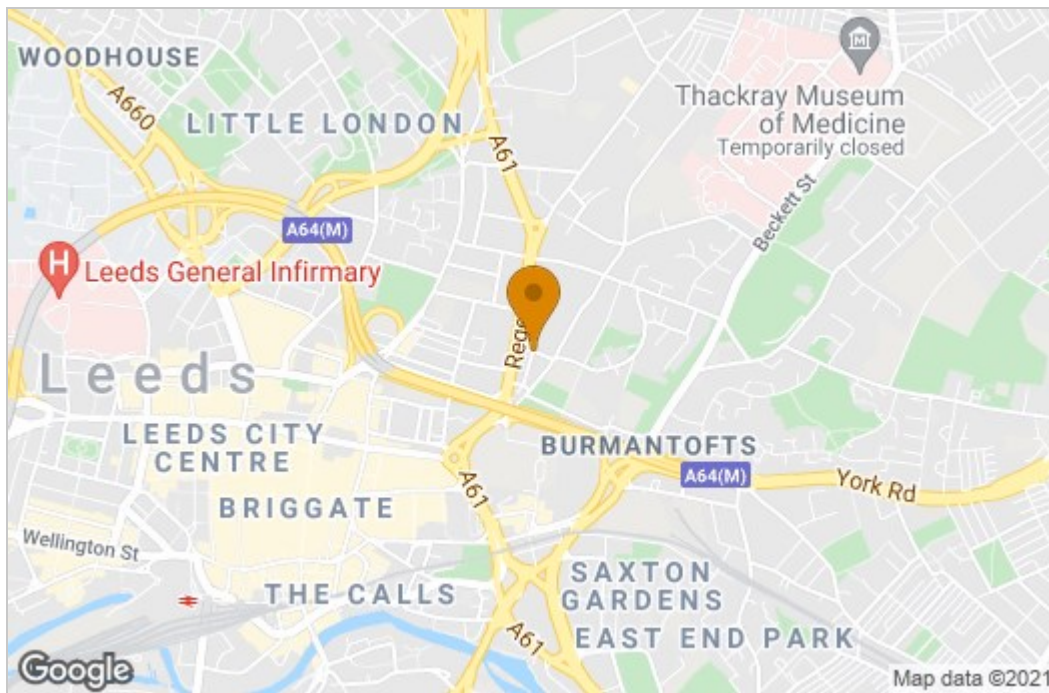 WOODHOUSE
A660
LITTLE LONDON
A61
Thackray Museum
of Medicine
Temporarily closed
Beckett St
A64(M)
H
Leeds General Infirmary
M
Leeds
LEEDS CITY
CENTRE
BURMANTOFTS
A64(M)
York Rd
A61
BRIGGATE
Wellington St
THE CALLS
SAXTON
GARDENS
A61
EAST END PARK
Google
Map data ©2021